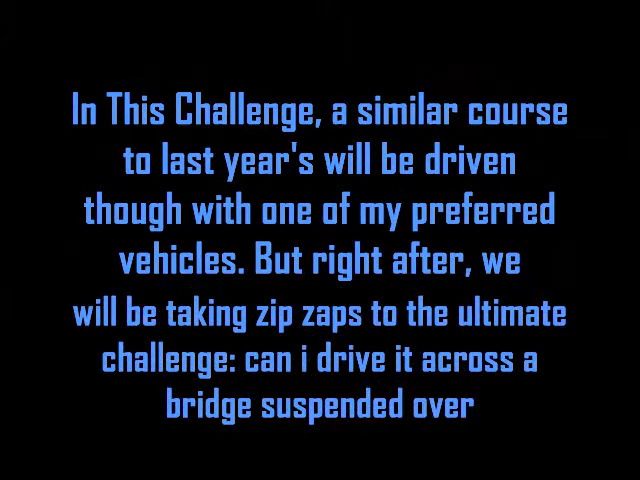 In This Challenge, a similar course
to last year's will be driven
though with one of my preferred
vehicles. But right after, we
will be taking zip zaps to the ultimate
challenge: can i drive it across a
bridge suspended over